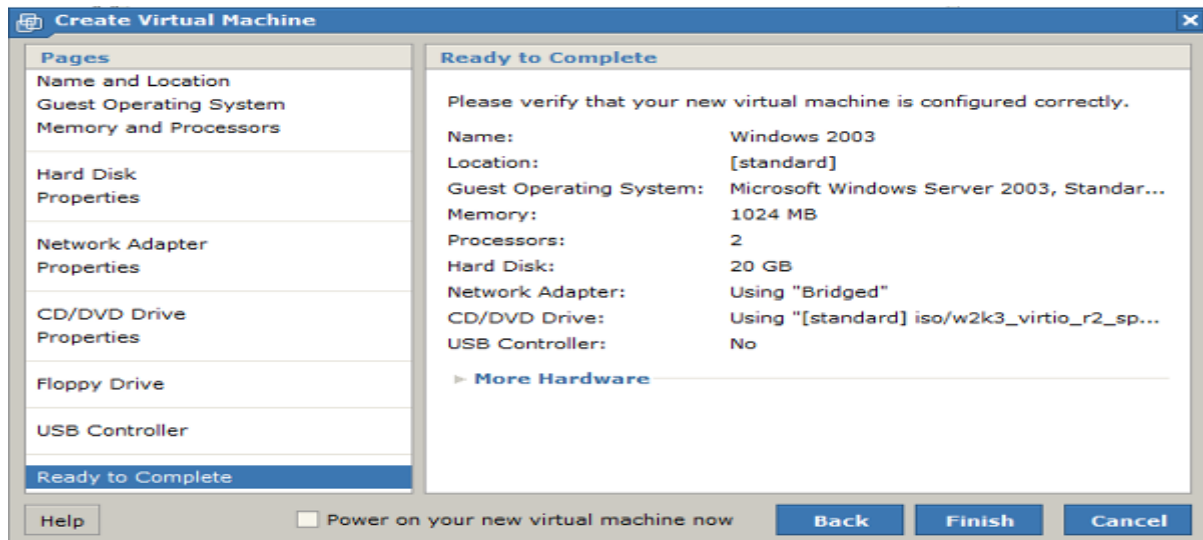 Create Virtual Machine
Pages
Name and Location
Guest Operating System
Memory and Processors
Hard Disk
Properties
Network Adapter
Properties
CD/DVD Drive
Properties
Floppy Drive
USB Controller
Ready to Complete
Ready to Complete
Please verify that your new virtual machine is configured correctly.
Name: Windows 2003
Location: [standard]
Guest Operating System: Microsoft Windows Server 2003, Standar...
Memory: 1024 MB
Processors: 2
Hard Disk: 20 GB
Network Adapter: Using "Bridged"
CD/DVD Drive: Using "[standard] iso/w2k3_virtio_r2_sp...
USB Controller: No
More Hardware
Help Power on your new virtual machine now Back Finish Cancel